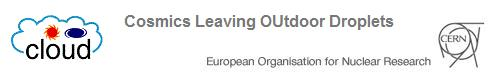 cloud
Cosmics Leaving OUtdoor Droplets
European Organisation for Nuclear Research
CERN